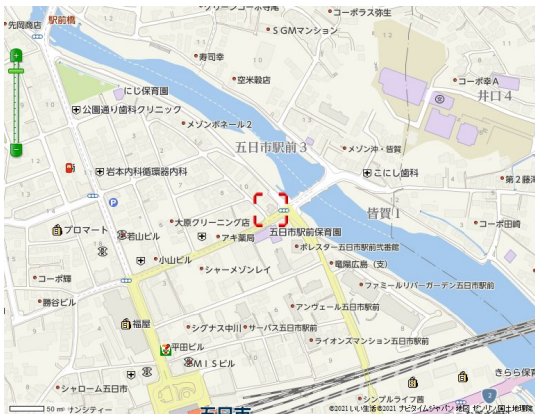 先岡商店
駅前橋
コーポラス弥生
SGMマンション
寿司幸
空米穀店
コーポ幸A
井口4
にじ保育園
公園通り歯科クリニック
メゾンボネール2
五日市駅前3
メゾン沖・皆賀
岩本内科循環器内科
こにし歯科
第2藤海
P
皆賀1
大原クリーニング店
プロマート
若山ビル
アキ薬局
五日市駅前保育園
コーポ田崎
ポレスター五日市駅前弐番館
小山ビル
シャーメゾンレイ
竜陽広島(支)
コーポ輝
ファミールリバーガーデン五日市駅前
勝谷ビル
アンヴェール五日市駅前
福屋
シグナス中川
サーパス五日市駅前
平田ビル
ライオンズマンション五日市駅前
MISビル
きらら保育
シャローム五日市
シンプルライフ茜
2
50 m
ナンシティー
五日市
©2021 いい生活 ©2021 ナビタイムジャパン 地図 ゼンリン 国土地理院